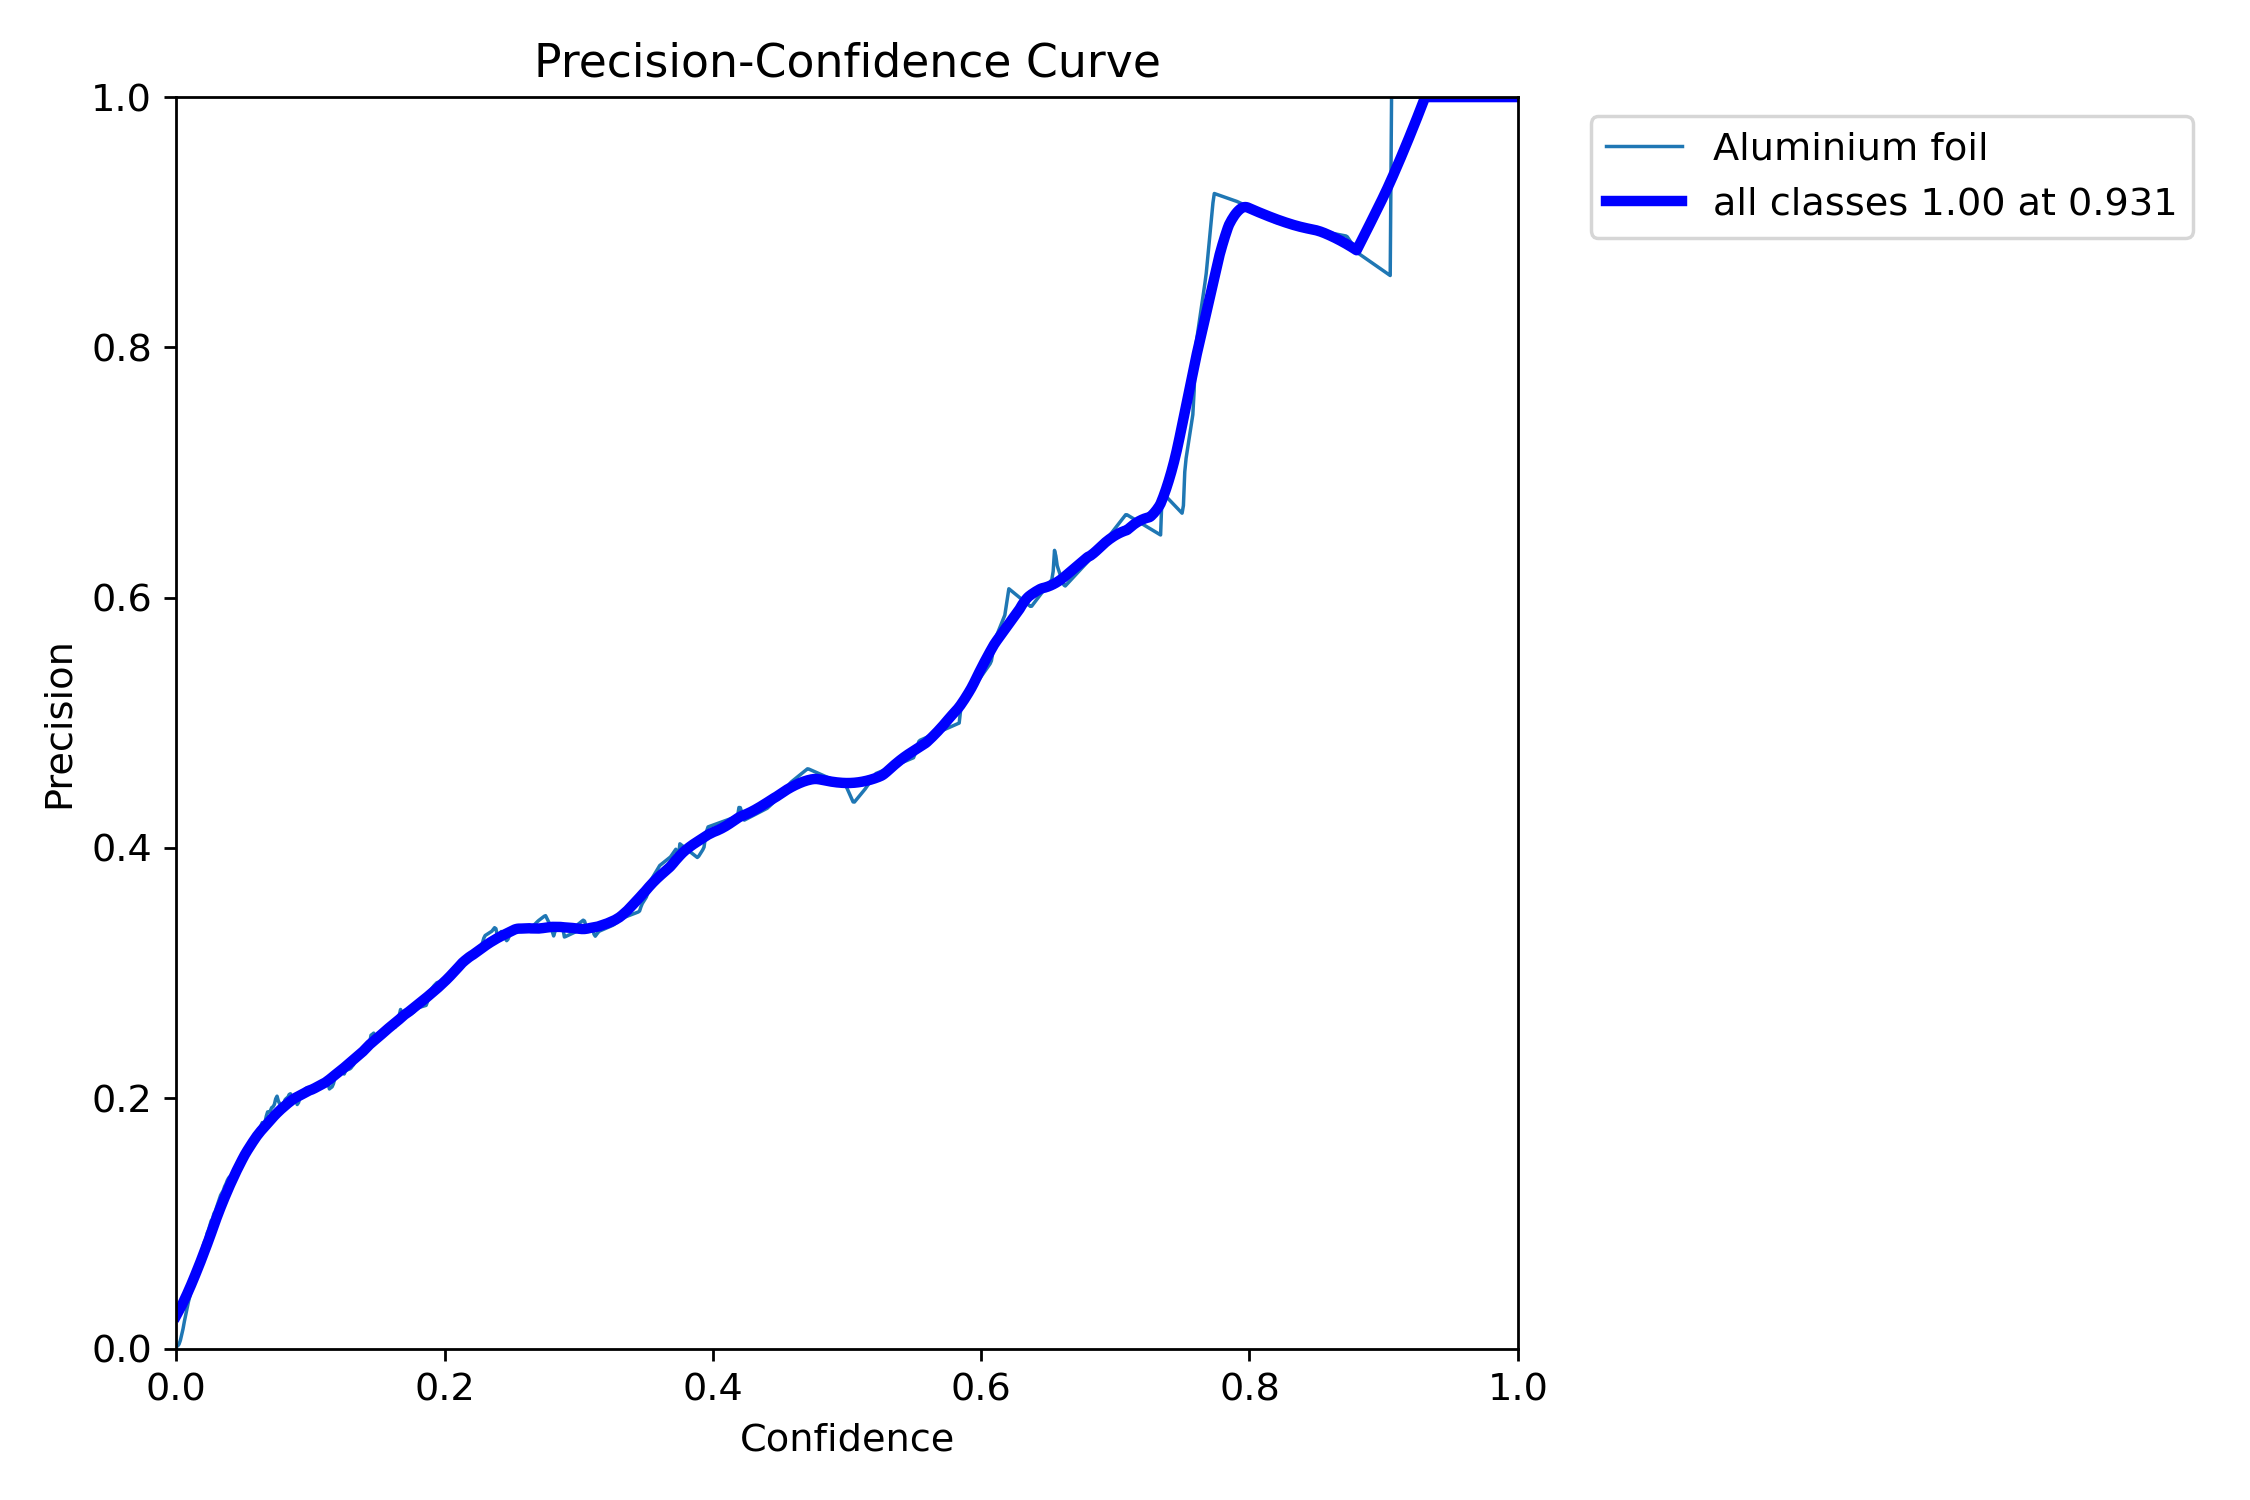 Precision-Confidence Curve
1.0
0.8
0.6
0.4
0.2
0.0
Precision
0.0 0.2 0.4 0.6 0.8 1.0
Confidence
Aluminium foil
all classes 1.00 at 0.931